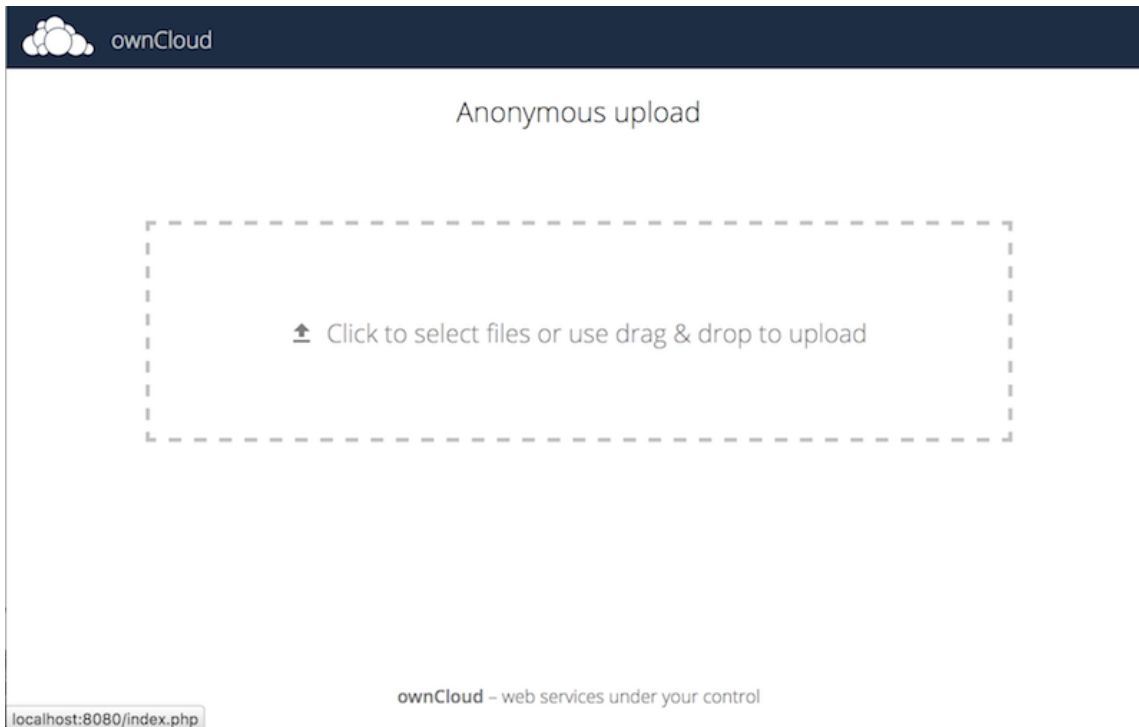 ownCloud
Anonymous upload
Click to select files or use drag & drop to upload
ownCloud – web services under your control
localhost:8080/index.php